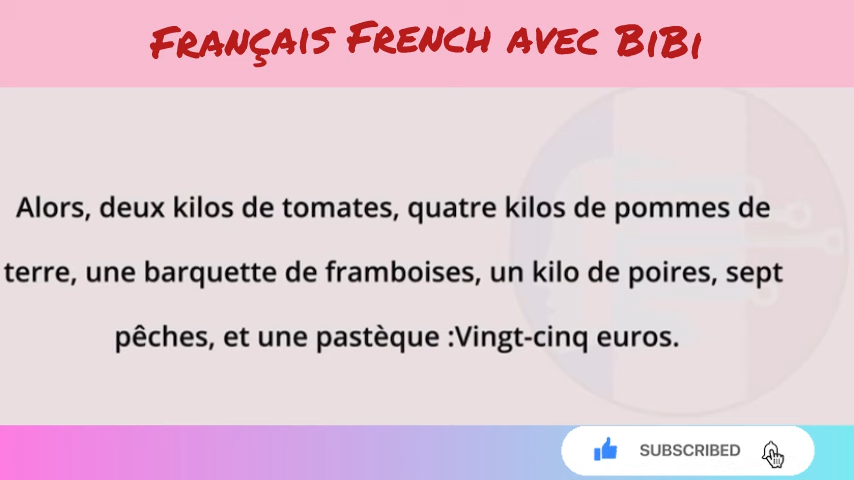 Français French avec BiBi
Alors, deux kilos de tomates, quatre kilos de pommes de
terre, une barquette de framboises, un kilo de poires, sept
pêches, et une pastèque :Vingt-cinq euros.
SUBSCRIBED